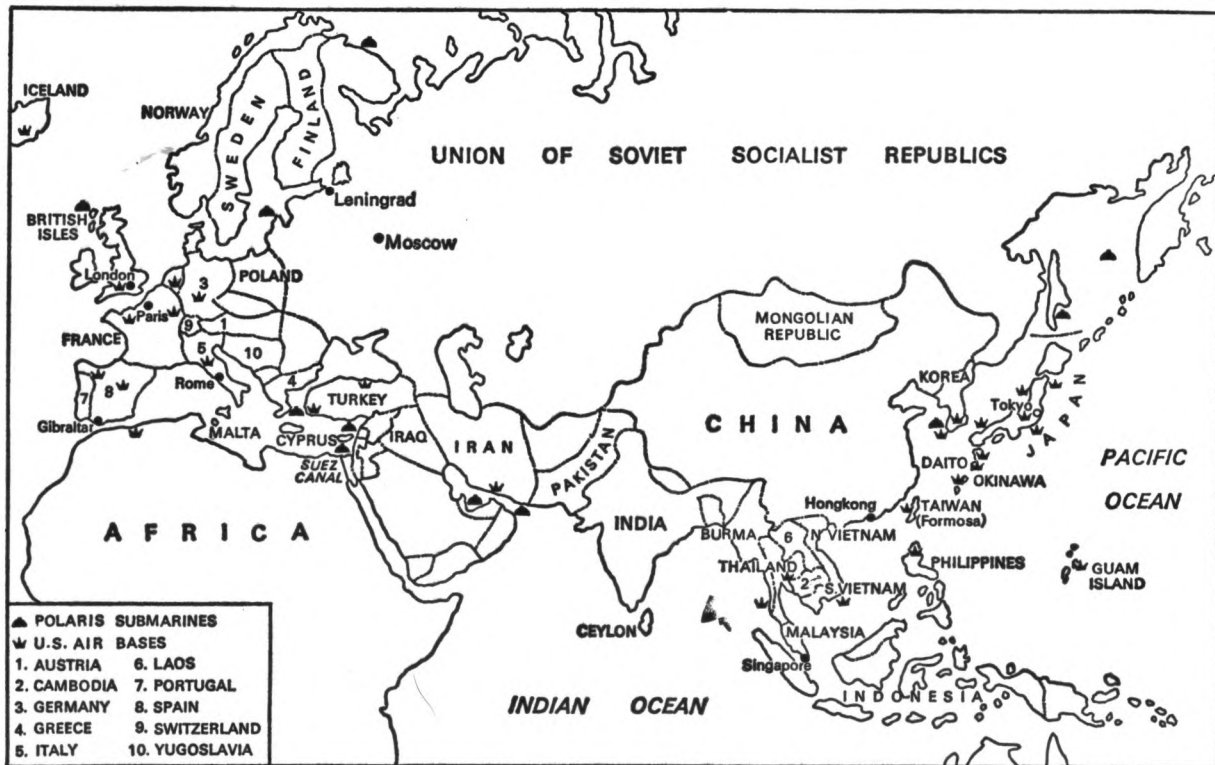 ICELAND
NORWAY
SWEDEN
FINLAND
UNION OF SOVIET SOCIALIST REPUBLICS
Leningrad
Moscow
BRITISH
ISLES
London
3
POLAND
Paris
9
1
FRANCE
5
10
MONGOLIAN
REPUBLIC
7
8
Rome
4
TURKEY
KOREA
Tokyo
JAPAN
Gibraltar
MALTA
CYPRUS
IRAQ
IRAN
CHINA
SUEZ
CANAL
PAKISTAN
DAITO
OKINAWA
PACIFIC
OCEAN
AFRICA
INDIA
Hongkong
TAIWAN
(Formosa)
BURMA
6
N.VIETNAM
THAILAND
2
S.VIETNAM
PHILIPPINES
GUAM
ISLAND
CEYLON
MALAYSIA
Singapore
INDONESIA
INDIAN OCEAN
POLARIS SUBMARINES
U.S. AIR BASES
1. AUSTRIA 6. LAOS
2. CAMBODIA 7. PORTUGAL
3. GERMANY 8. SPAIN
4. GREECE 9. SWITZERLAND
5. ITALY 10. YUGOSLAVIA